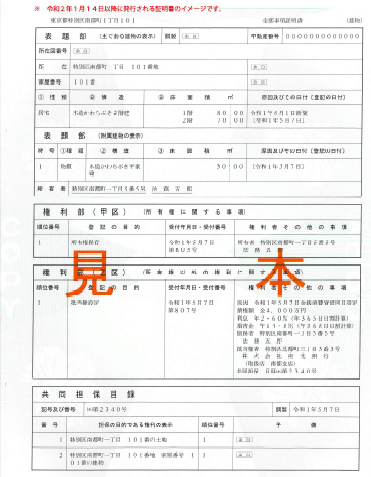 ※ 令和２年１月１４日以降に発行される証明書のイメージです。
東京都特別区南都町１丁目１０１ 全部事項証明書 (建物)
表題部 (主である建物の表示) 調製 余白 不動産番号 0000000000000
所在図番号 余白
所在 特別区南都町一丁目 １０１番地 余白
家屋番号 １０１番 余白
① 種類 ② 構造 ③ 床面積 ㎡ 原因及びその日付〔登記の日付〕
居宅 木造かわらぶき２階建 １階 ８０ ００
２階 ７０ ００ 令和１年５月１日新築
〔令和１年５月７日〕
表題部 (附属建物の表示)
符号 ①種類 ② 構造 ③ 床面積 ㎡ 原因及びその日付〔登記の日付〕
１ 物置 木造かわらぶき平家建 ３０ ００ 〔令和１年５月７日〕
所有者 特別区南都町一丁目５番５号 法務五郎
権利部（甲区） （所有権に関する事項）
順位番号 登記の目的 受付年月日・受付番号 権利者その他の事項
１ 所有権保存 令和１年５月７日
第８０５号 所有者 特別区南都町一丁目５番５号
法務五郎
見本
権利部（乙区） （所有権以外の権利に関する事項）
順位番号 登記の目的 受付年月日・受付番号 権利者その他の事項
１ 抵当権設定 令和１年５月７日
第８０７号 原因 令和１年５月７日金銭消費貸借同日設定
債権額 金４，０００万円
利息 年２・６０％（年３６５日日割計算）
損害金 年１４・５％（年３６５日日割計算）
債務者 特別区南都町一丁目５番５号
法務五郎
抵当権者 特別区北都町三丁目３番３号
株式会社南北銀行
（取扱店 南都支店）
共同担保 目録㈲第２３４０号
共同担保目録
記号及び番号 ㈲第２３４０号 調製 令和１年５月７日
番号 担保の目的である権利の表示 順位番号 予備
１ 特別区南都町一丁目 １０１番の土地 １ 余白
２ 特別区南都町一丁目 １０１番地 家屋番号 １
０１番の建物 １ 余白